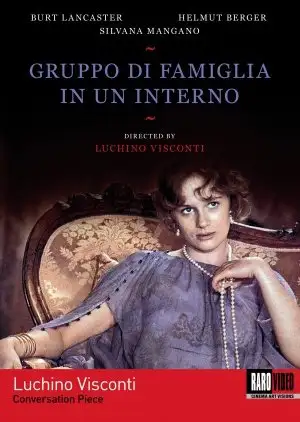 BURT LANCASTER HELMUT BERGER
SILVANA MANGANO
~
GRUPPO DI FAMIGLIA
IN UN INTERNO
~
DIRECTED BY
LUCHINO VISCONTI
Luchino Visconti
Conversation Piece
RARO VIDEO
CINEMA ART VISIONS